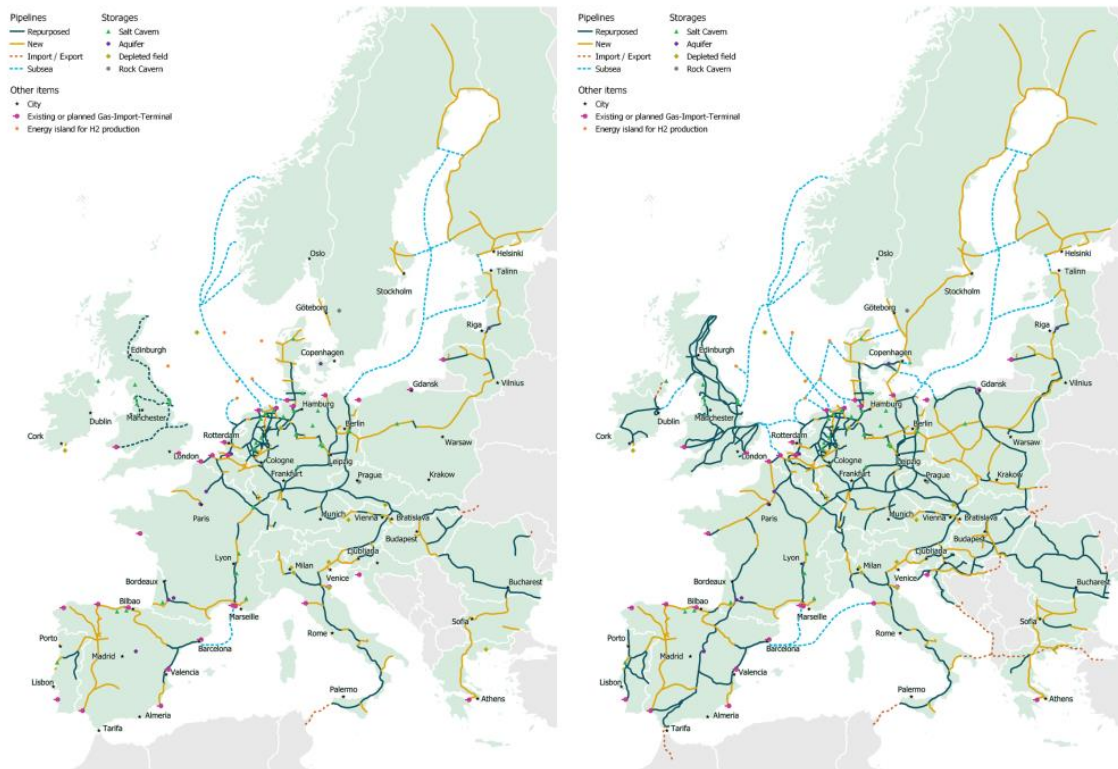 Pipelines
Repurposed
New
Import / Export
Subsea
Storages
Salt Cavern
Aquifer
Depleted field
Rock Cavern
Other items
City
Existing or planned Gas-Import-Terminal
Energy island for H2 production
Oslo
Helsinki
Talinn
Stockholm
Göteborg
Riga
Edinburgh
Copenhagen
Vilnius
Gdansk
Dublin
Manchester
Hamburg
Cork
Berlin
Rotterdam
Warsaw
London
Cologne
Leipzig
Frankfurt
Prague
Krakow
Paris
Munich
Vienna
Bratislava
Budapest
Lyon
Ljubljana
Milan
Venice
Bordeaux
Bucharest
Bilbao
Marseille
Sofia
Porto
Rome
Madrid
Barcelona
Valencia
Lisbon
Palermo
Athens
Almeria
Tarifa
Pipelines
Repurposed
New
Import / Export
Subsea
Storages
Salt Cavern
Aquifer
Depleted field
Rock Cavern
Other items
City
Existing or planned Gas-Import-Terminal
Energy island for H2 production
Oslo
Helsinki
Talinn
Stockholm
Göteborg
Riga
Edinburgh
Copenhagen
Vilnius
Gdansk
Dublin
Manchester
Hamburg
Cork
Berlin
Rotterdam
Warsaw
London
Cologne
Leipzig
Frankfurt
Prague
Krakow
Paris
Munich
Vienna
Bratislava
Budapest
Lyon
Ljubljana
Milan
Venice
Bordeaux
Bucharest
Bilbao
Marseille
Sofia
Porto
Rome
Madrid
Barcelona
Valencia
Lisbon
Palermo
Athens
Almeria
Tarifa